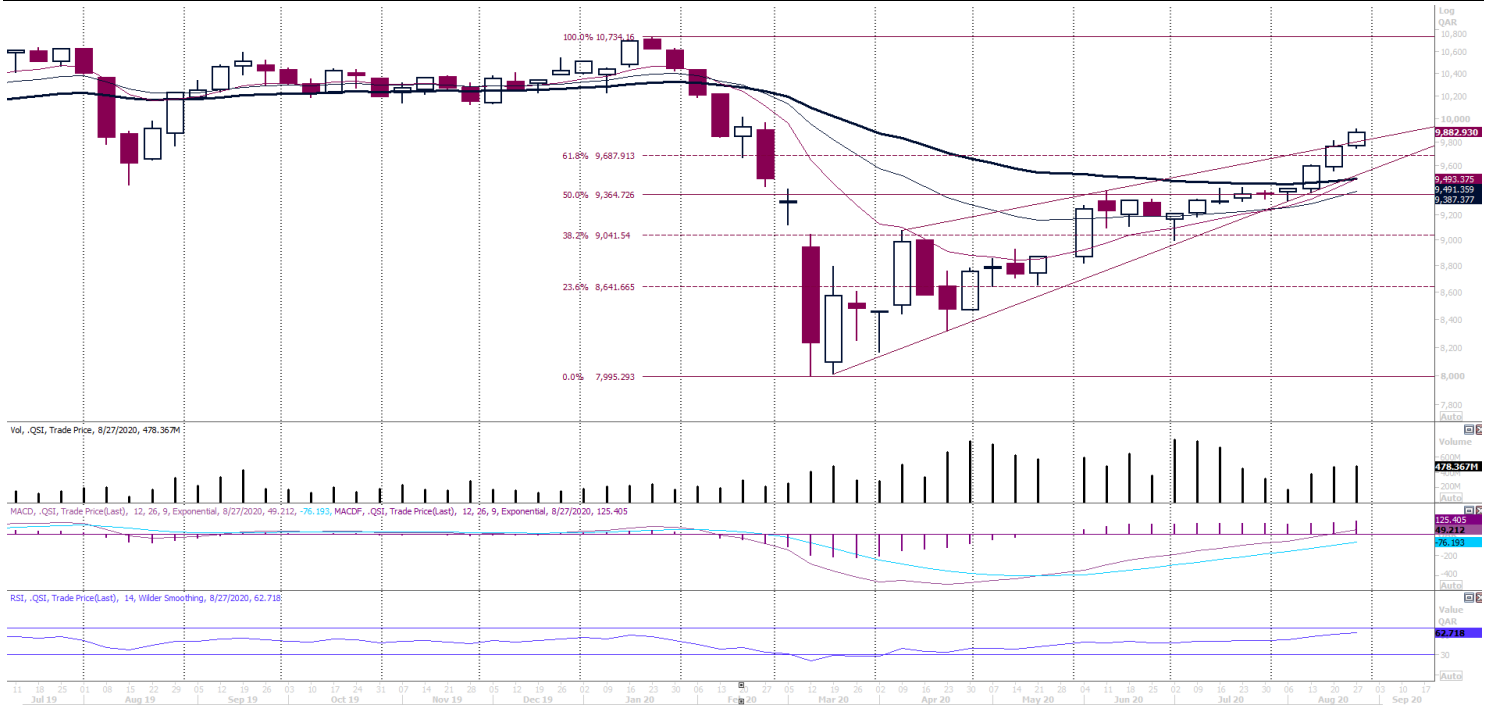 Log
QAR
100.0% 10,734.16
10,800
10,600
10,400
10,200
10,000
9,882.930
9,800
61.8% 9,687.913
9,600
9,493.375
9,491.359
9,387.377
50.0% 9,364.726
9,200
38.2% 9,041.54
9,000
8,800
23.6% 8,641.665
8,600
8,400
8,200
0.0% 7,995.293
8,000
7,800
Auto
Vol, .QSI, Trade Price, 8/27/2020, 478.367M
Volume
600M
478.367M
200M
Auto
MACD, .QSI, Trade Price(Last), 12, 26, 9, Exponential, 8/27/2020, 49.212, -76.193, MACDF, .QSI, Trade Price(Last), 12, 26, 9, Exponential, 8/27/2020, 125.405
125.405
49.212
-76.193
-200
-400
Auto
RSI, .QSI, Trade Price(Last), 14, Wilder Smoothing, 8/27/2020, 62.718
Value
QAR
62.718
30
Auto
11 18 25 01 08 15 22 29 05 12 19 26 03 10 17 24 31 07 14 21 28 05 12 19 26 02 09 16 23 30 06 13 20 27 05 12 19 26 02 09 16 23 30 07 14 21 28 04 11 18 25 02 09 16 23 30 06 13 20 27 03 10 17
Jul 19 Aug 19 Sep 19 Oct 19 Nov 19 Dec 19 Jan 20 Feb 20 Mar 20 Apr 20 May 20 Jun 20 Jul 20 Aug 20 Sep 20